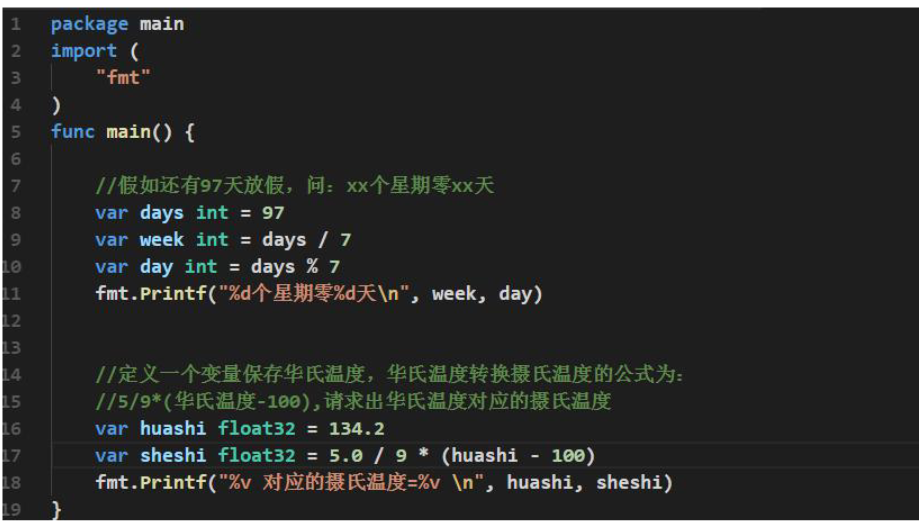 1 package main
2 import (
3 "fmt"
4 )
5 func main() {
6
7 //假如还有97天放假，问：xx个星期零xx天
8 var days int = 97
9 var week int = days / 7
10 var day int = days % 7
11 fmt.Printf("%d个星期零%d天\n", week, day)
12
13
14 //定义一个变量保存华氏温度，华氏温度转换摄氏温度的公式为：
15 //5/9*(华氏温度-100),请求出华氏温度对应的摄氏温度
16 var huashi float32 = 134.2
17 var sheshi float32 = 5.0 / 9 * (huashi - 100)
18 fmt.Printf("%v 对应的摄氏温度=%v \n", huashi, sheshi)
19 }